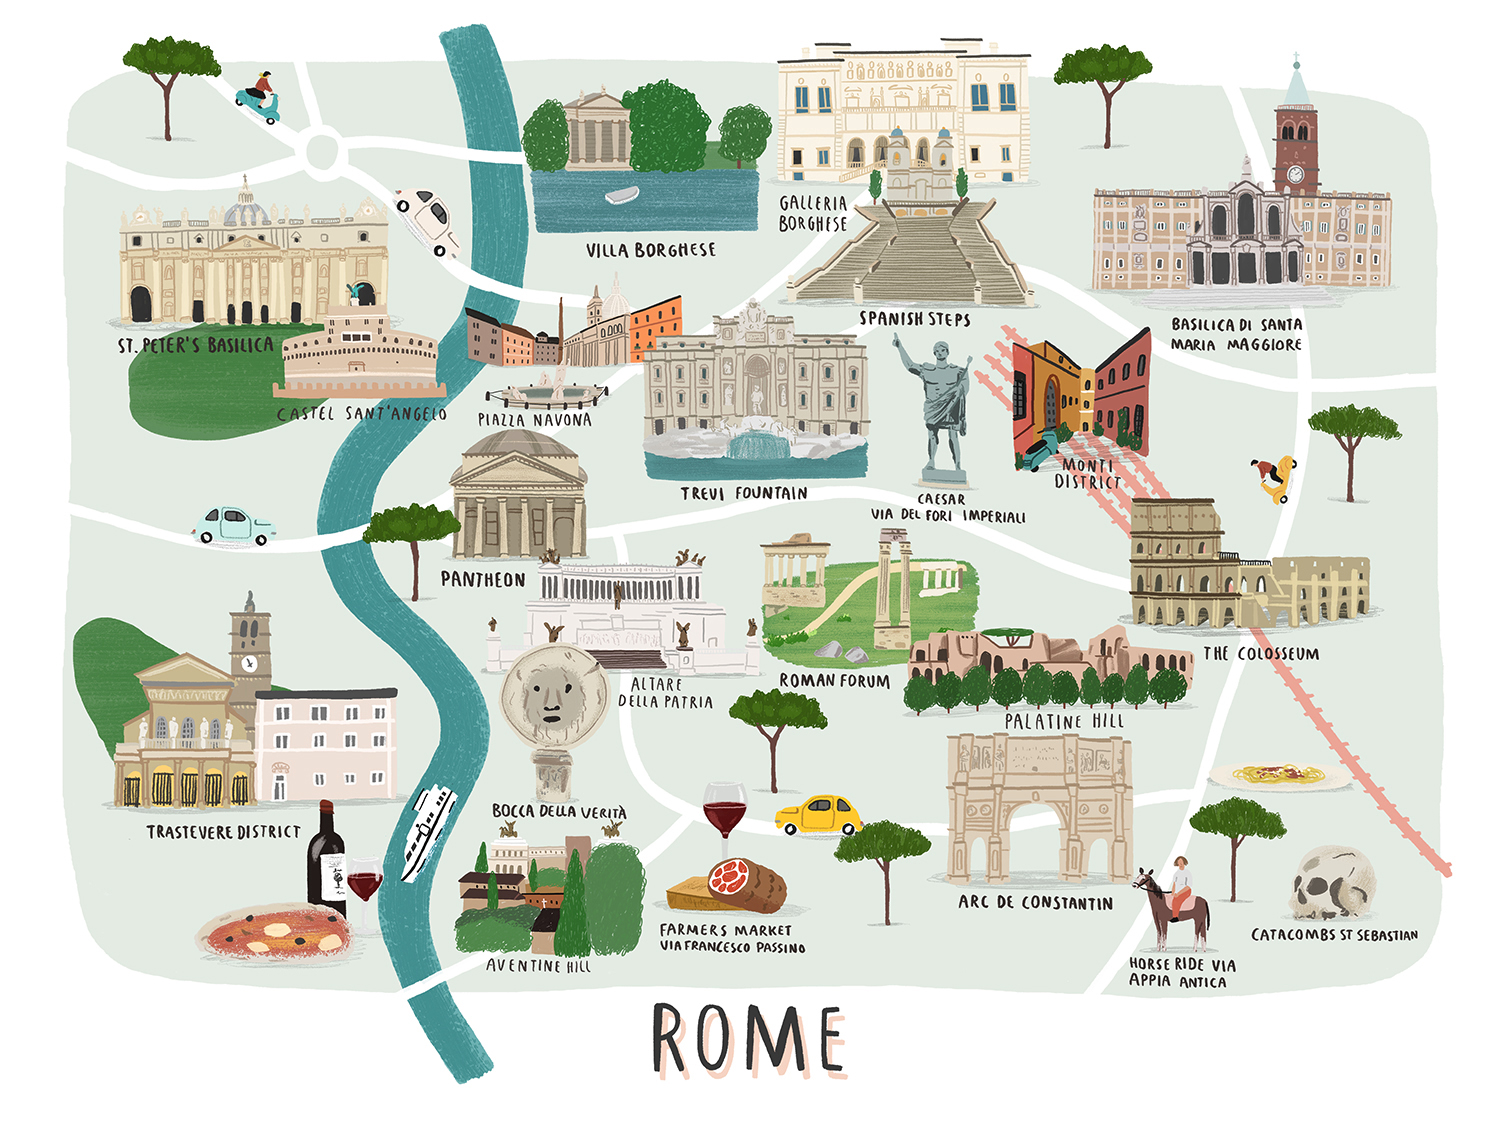 GALLERIA
BORGHESE
VILLA BORGHESE
SPANISH STEPS
BASILICA DI SANTA
MARIA MAGGIORE
ST. PETER'S BASILICA
CASTEL SANT'ANGELO
PIAZZA NAVONA
TREVI FOUNTAIN
CAESAR
VIA DEL FORI IMPERIALI
MONTI
DISTRICT
PANTHEON
THE COLOSSEUM
ALTARE
DELLA PATRIA
ROMAN FORUM
PALATINE HILL
BOCCA DELLA VERITÀ
TRASTEVERE DISTRICT
ARC DE CONSTANTIN
FARMERS MARKET
VIA FRANCESCO PASSINO
CATACOMBS ST SEBASTIAN
AVENTINE HILL
HORSE RIDE VIA
APPIA ANTICA
ROME